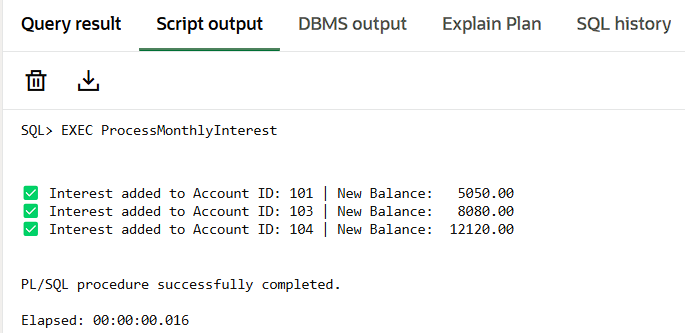 Query result Script output DBMS output Explain Plan SQL history
SQL> EXEC ProcessMonthlyInterest
✅ Interest added to Account ID: 101 | New Balance:   5050.00
✅ Interest added to Account ID: 103 | New Balance:   8080.00
✅ Interest added to Account ID: 104 | New Balance:  12120.00
PL/SQL procedure successfully completed.
Elapsed: 00:00:00.016